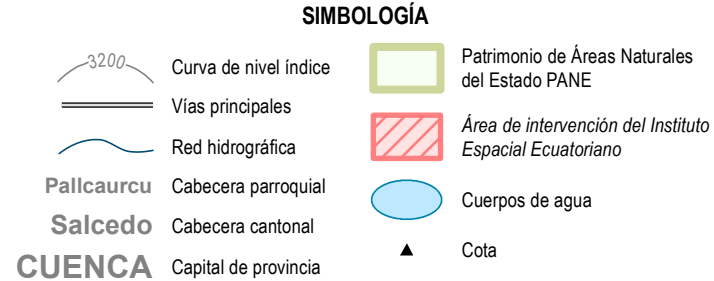 SIMBOLOGÍA
3200
Curva de nivel índice
Vías principales
Red hidrográfica
Pallcaurcu Cabecera parroquial
Salcedo Cabecera cantonal
CUENCA Capital de provincia
Patrimonio de Áreas Naturales
del Estado PANE
Área de intervención del Instituto
Espacial Ecuatoriano
Cuerpos de agua
Cota